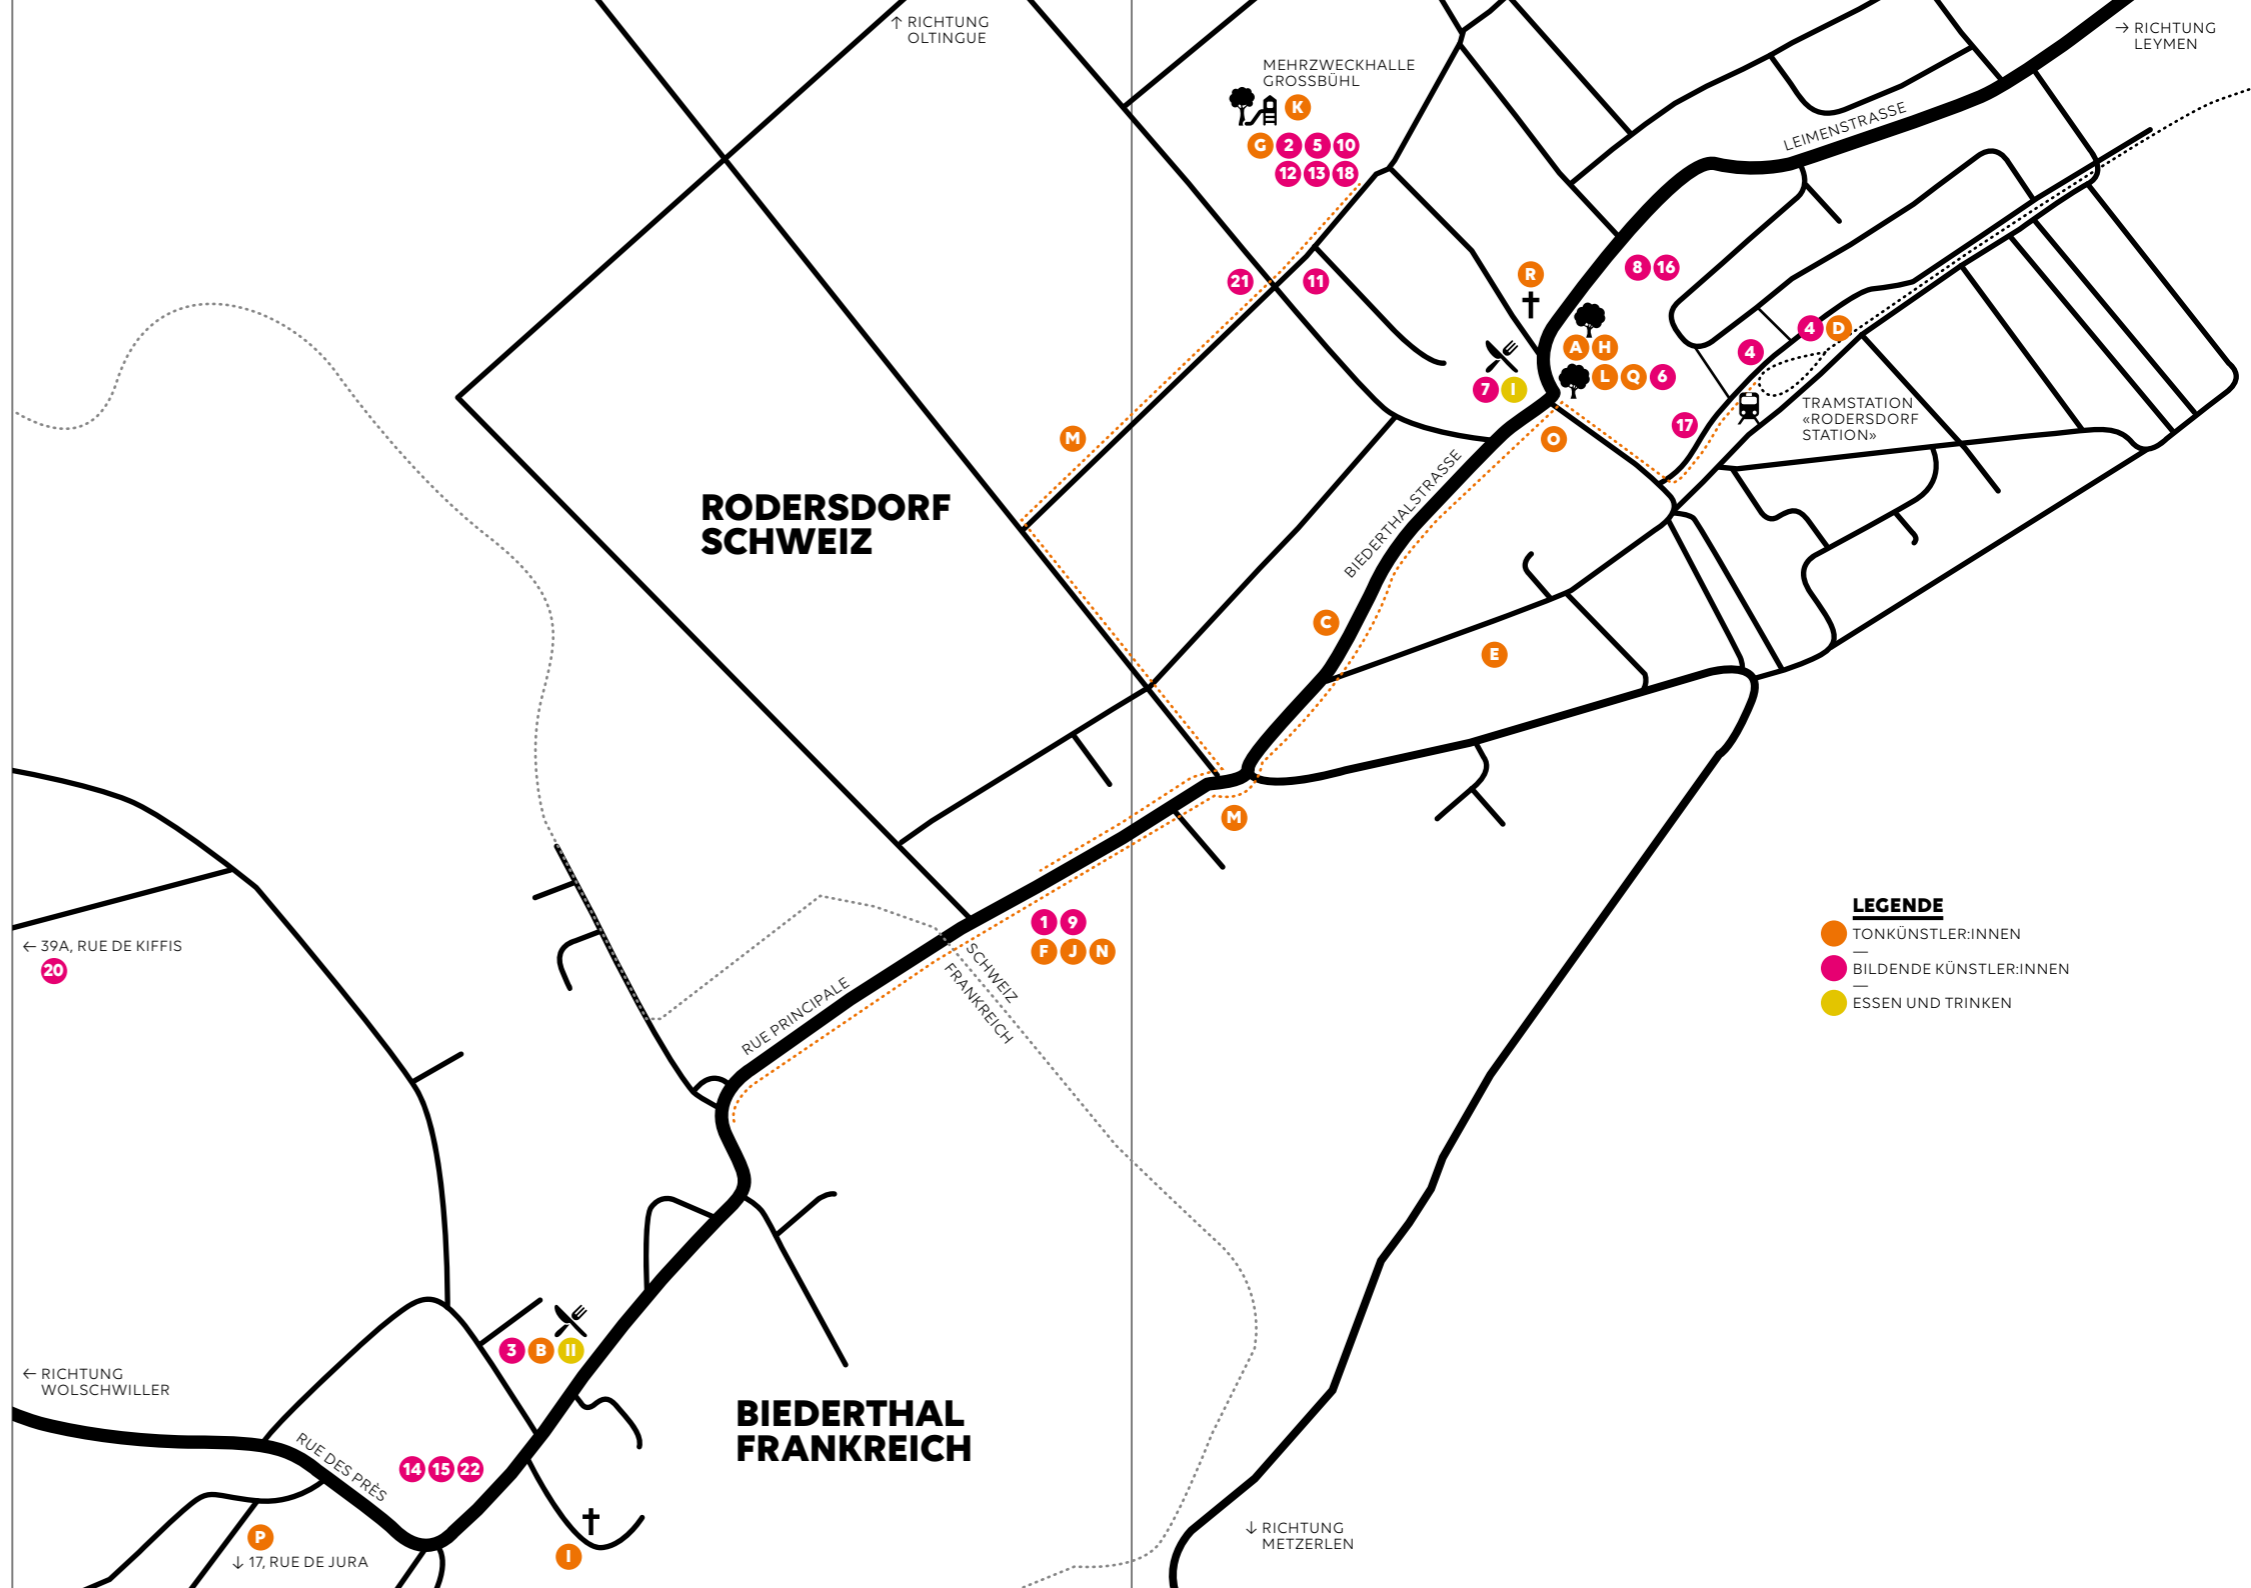 ↑ RICHTUNG
OLTINGUE
→ RICHTUNG
LEYMEN
MEHRZWECKHALLE
GROSSBÜHL
K
G 2 5 10
12 13 18
LEIMENSTRASSE
21
11
R
8 16
A H
L Q 6
7 I
4 D
4
17
TRAMSTATION
«RODERSDORF
STATION»
M
O
BIEDERTHALSTRASSE
RODERSDORF
SCHWEIZ
C
E
M
1 9
F J N
SCHWEIZ
FRANKREICH
RUE PRINCIPALE
← 39A, RUE DE KIFFIS
20
LEGENDE
TONKÜNSTLER:INNEN
—
BILDENDE KÜNSTLER:INNEN
—
ESSEN UND TRINKEN
3 B II
← RICHTUNG
WOLSCHWILLER
BIEDERTHAL
FRANKREICH
RUE DES PRÈS
14 15 22
P
↓ 17, RUE DE JURA
I
↓ RICHTUNG
METZERLEN